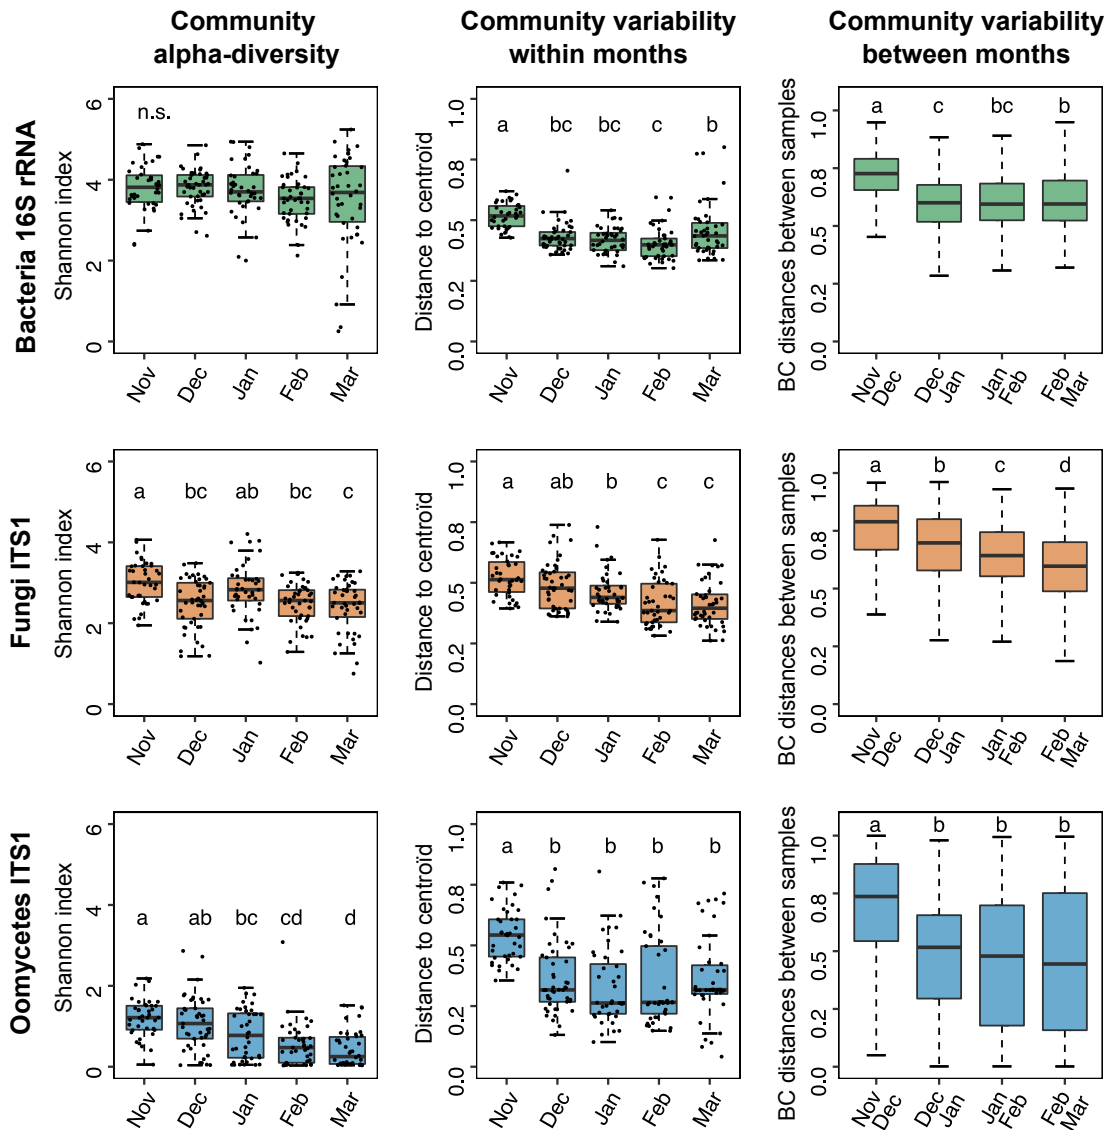 Community
alpha-diversity
Community variability
within months
Community variability
between months
Bacteria 16S rRNA
Shannon index
0 2 4 6
n.s.
Nov Dec Jan Feb Mar
Distance to centroïd
0.0 0.2 0.5 0.8 1.0
a bc bc c b
Nov Dec Jan Feb Mar
BC distances between samples
0.0 0.2 0.5 0.8 1.0
a c bc b
Nov Dec Jan Feb
Dec Jan Feb Mar
Fungi ITS1
Shannon index
0 2 4 6
a bc ab bc c
Nov Dec Jan Feb Mar
Distance to centroïd
0.0 0.2 0.5 0.8 1.0
a ab b c c
Nov Dec Jan Feb Mar
BC distances between samples
0.0 0.2 0.5 0.8 1.0
a b c d
Nov Dec Jan Feb
Dec Jan Feb Mar
Oomycetes ITS1
Shannon index
0 2 4 6
a ab bc cd d
Nov Dec Jan Feb Mar
Distance to centroïd
0.0 0.2 0.5 0.8 1.0
a b b b b
Nov Dec Jan Feb Mar
BC distances between samples
0.0 0.2 0.5 0.8 1.0
a b b b
Nov Dec Jan Feb
Dec Jan Feb Mar